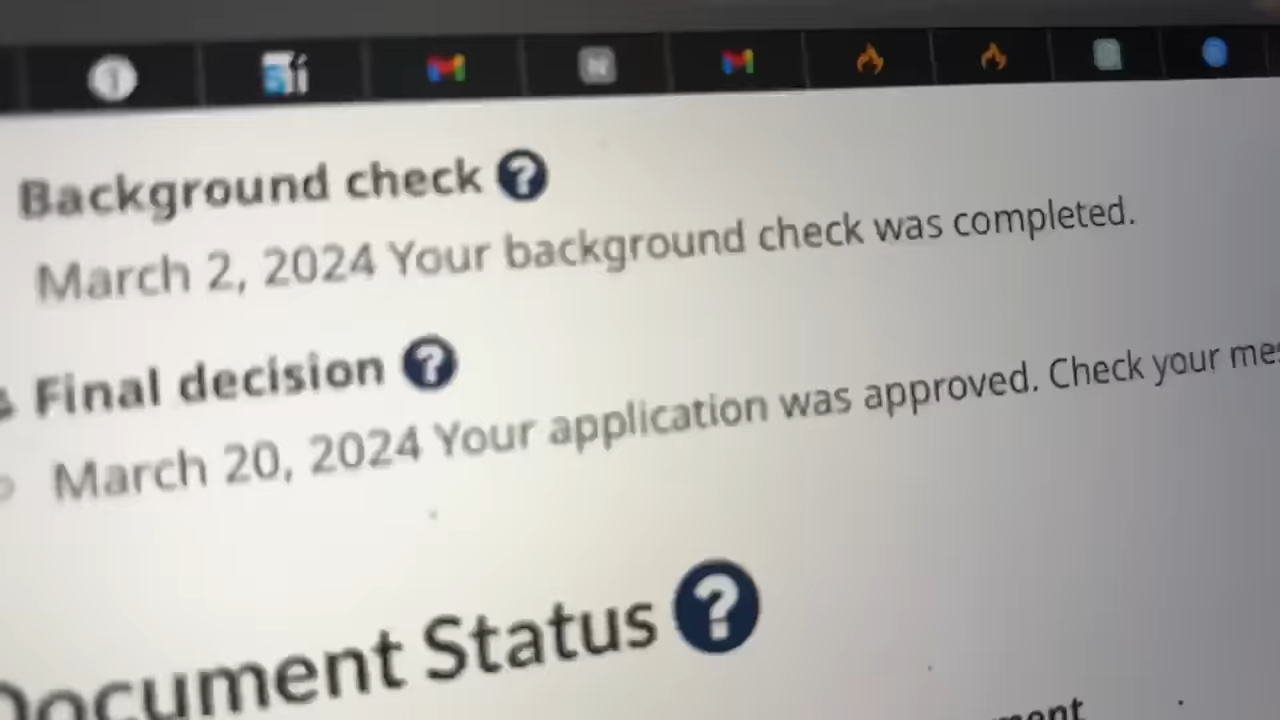 Background check
March 2, 2024 Your background check was completed.
Final decision
March 20, 2024 Your application was approved. Check your
Document Status